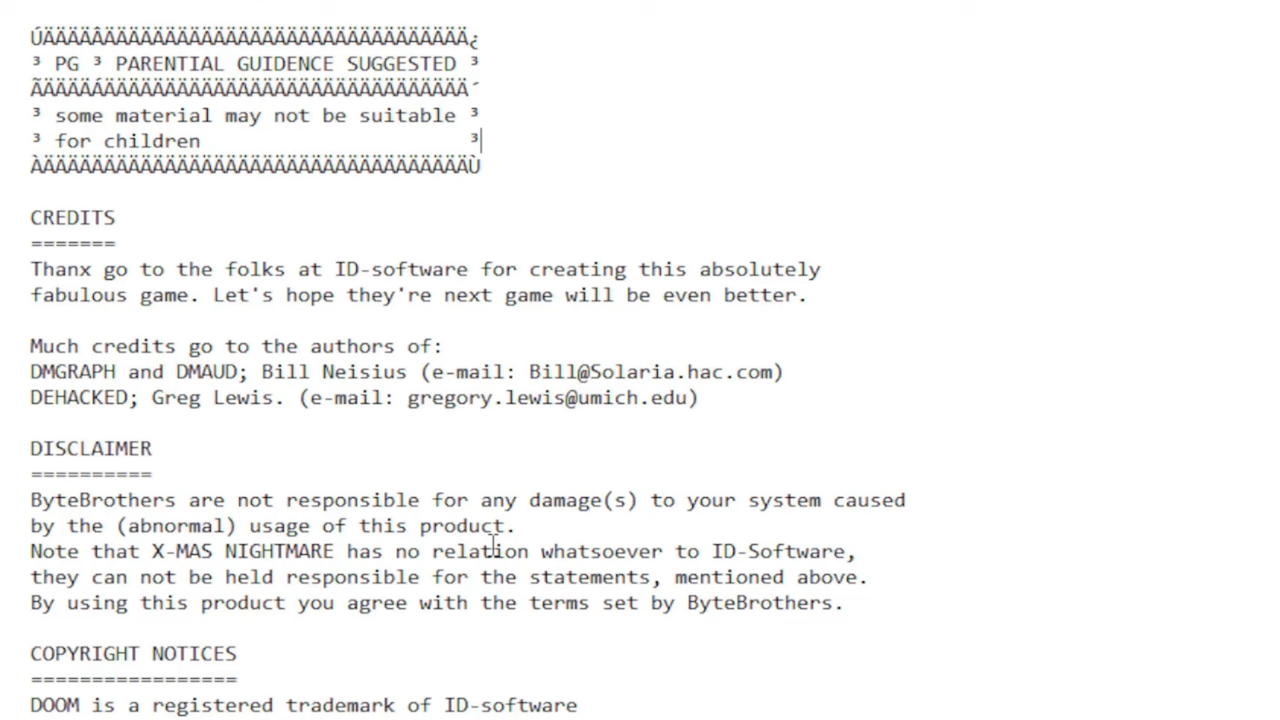 ÚÄÄÄÄÂÄÄÄÄÄÄÄÄÄÄÄÄÄÄÄÄÄÄÄÄÄÄÄÄÄÄ¿
³ PG ³ PARENTIAL GUIDENCE SUGGESTED ³
ÃÄÄÄÄÁÄÄÄÄÄÄÄÄÄÄÄÄÄÄÄÄÄÄÄÄÄÄÄÄÄÄ´
³ some material may not be suitable ³
³ for children                      ³
ÀÄÄÄÄÄÄÄÄÄÄÄÄÄÄÄÄÄÄÄÄÄÄÄÄÄÄÄÄÄÄÄÄÄÄÄÙ
CREDITS
=======
Thanx go to the folks at ID-software for creating this absolutely
fabulous game. Let's hope they're next game will be even better.
Much credits go to the authors of:
DMGRAPH and DMAUD; Bill Neisius (e-mail: Bill@Solaria.hac.com)
DEHACKED; Greg Lewis. (e-mail: gregory.lewis@umich.edu)
DISCLAIMER
==========
ByteBrothers are not responsible for any damage(s) to your system caused
by the (abnormal) usage of this product.
Note that X-MAS NIGHTMARE has no relation whatsoever to ID-Software,
they can not be held responsible for the statements, mentioned above.
By using this product you agree with the terms set by ByteBrothers.
COPYRIGHT NOTICES
=================
DOOM is a registered trademark of ID-software